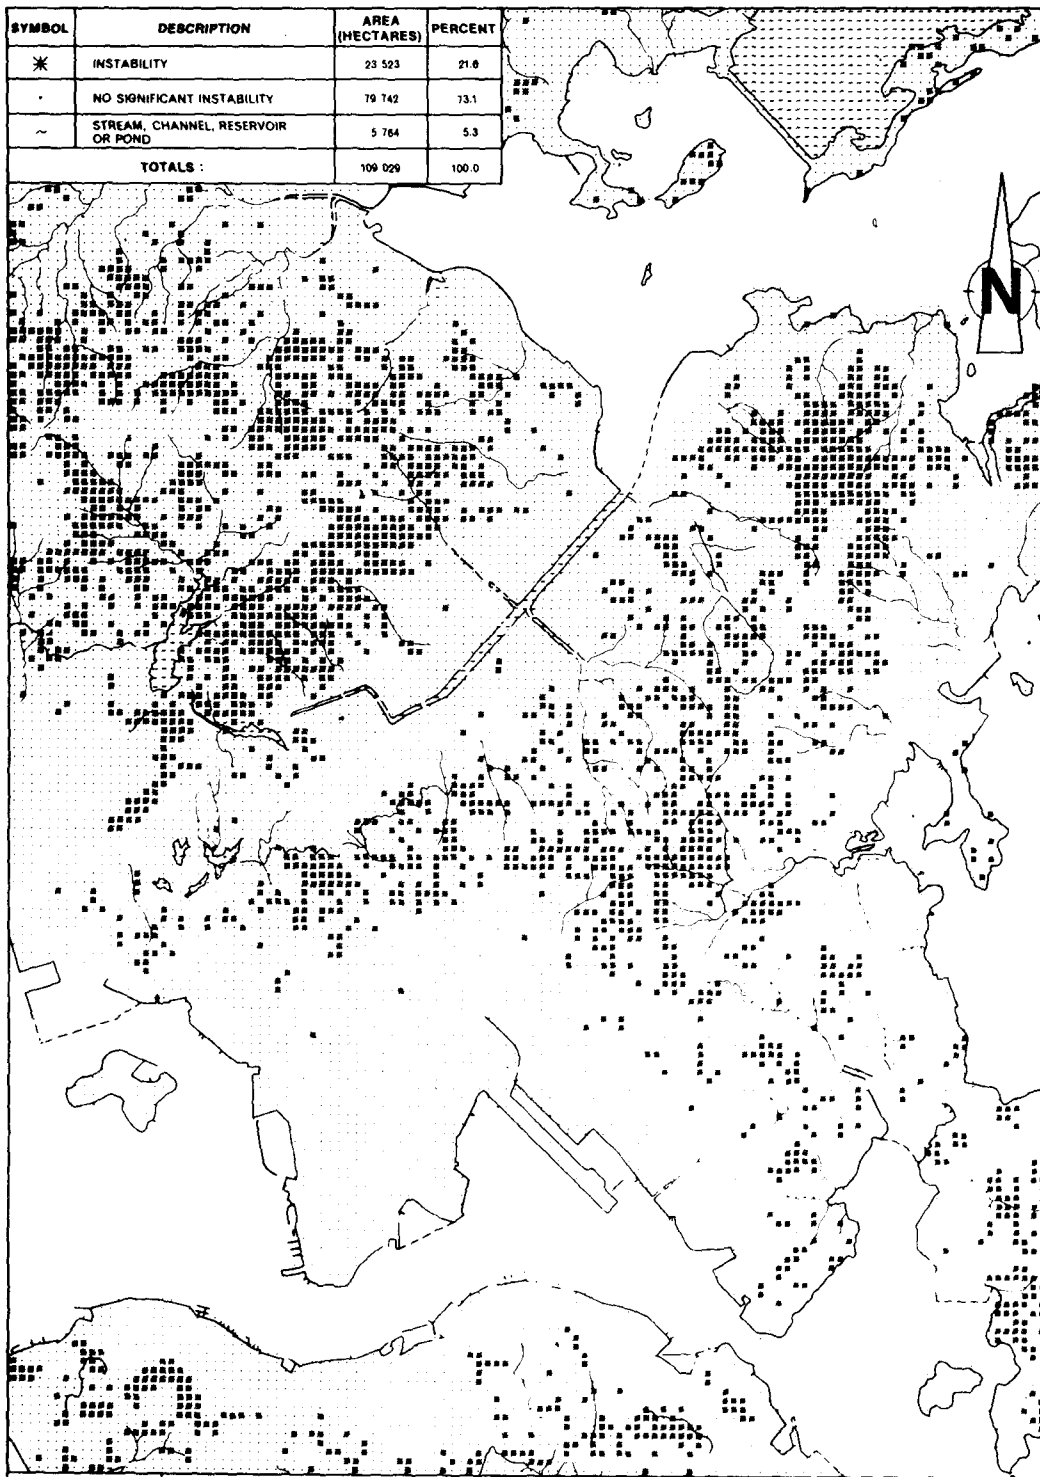 SYMBOL DESCRIPTION AREA (HECTARES) PERCENT
INSTABILITY 23 523 21.6
· NO SIGNIFICANT INSTABILITY 79 742 73.1
~ STREAM, CHANNEL, RESERVOIR OR POND 5 764 5.3
TOTALS : 109 029 100.0
N